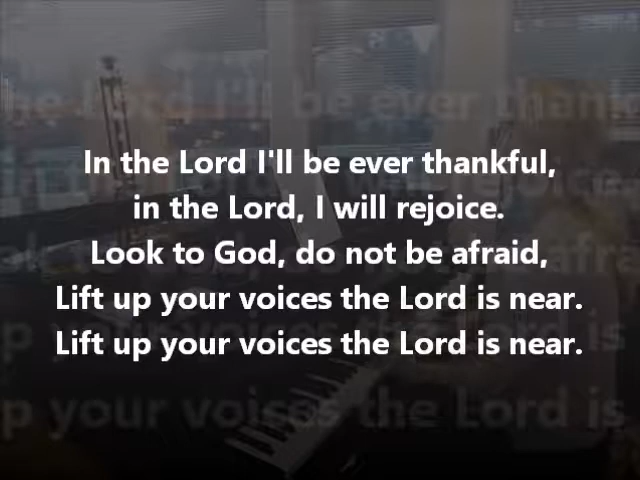 In the Lord I'll be ever thankful,
in the Lord, I will rejoice.
Look to God, do not be afraid,
Lift up your voices the Lord is near.
Lift up your voices the Lord is near.